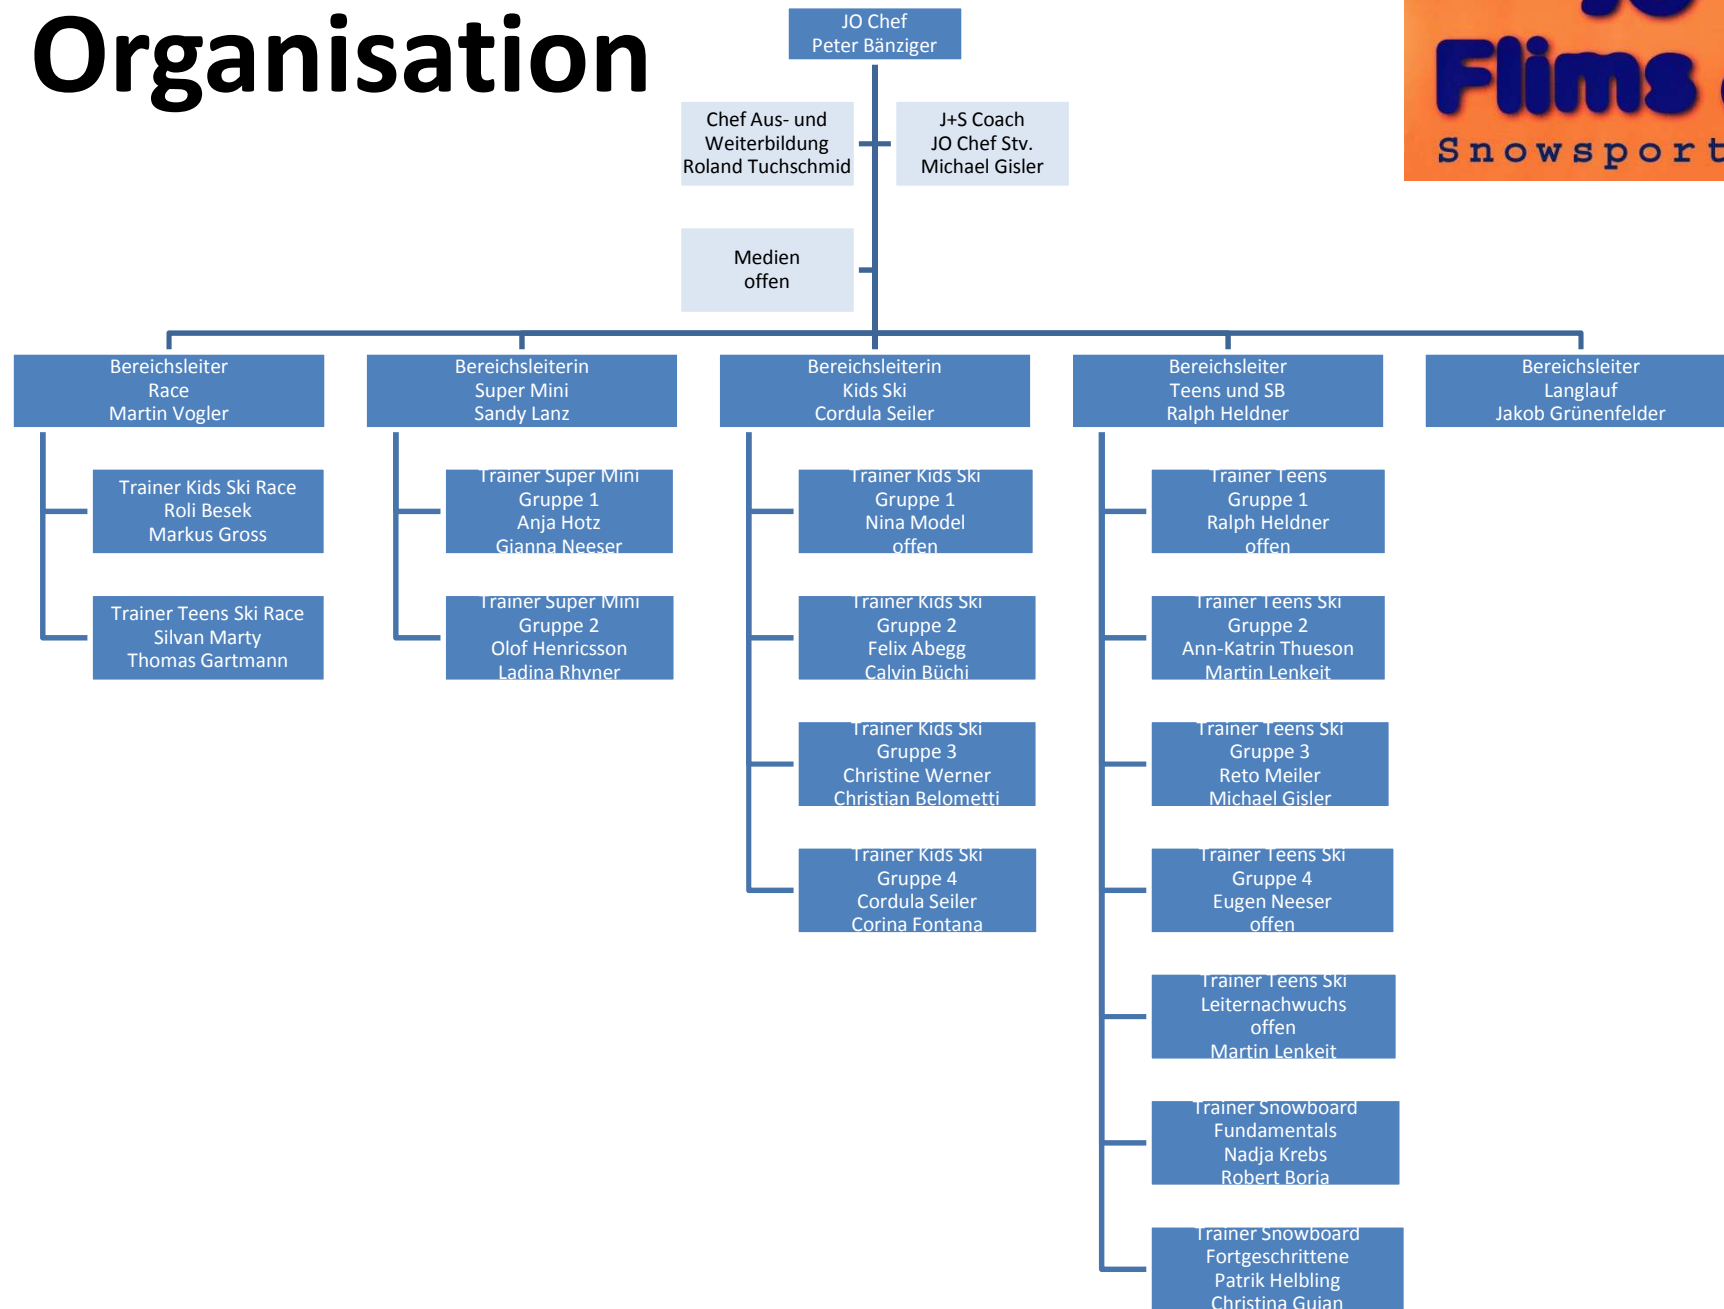 Organisation
JO
Flims
Snowsport
JO Chef
Peter Bänziger
Chef Aus- und
Weiterbildung
Roland Tuchschmid
J+S Coach
JO Chef Stv.
Michael Gisler
Medien
offen
Bereichsleiter
Race
Martin Vogler
Bereichsleiterin
Super Mini
Sandy Lanz
Bereichsleiterin
Kids Ski
Cordula Seiler
Bereichsleiter
Teens und SB
Ralph Heldner
Bereichsleiter
Langlauf
Jakob Grünenfelder
Trainer Kids Ski Race
Roli Besek
Markus Gross
Trainer Teens Ski Race
Silvan Marty
Thomas Gartmann
Trainer Super Mini
Gruppe 1
Anja Hotz
Gianna Neeser
Trainer Super Mini
Gruppe 2
Olof Henricsson
Ladina Rhyner
Trainer Kids Ski
Gruppe 1
Nina Model
offen
Trainer Kids Ski
Gruppe 2
Felix Abegg
Calvin Büchi
Trainer Kids Ski
Gruppe 3
Christine Werner
Christian Belometti
Trainer Kids Ski
Gruppe 4
Cordula Seiler
Corina Fontana
Trainer Teens
Gruppe 1
Ralph Heldner
offen
Trainer Teens Ski
Gruppe 2
Ann-Katrin Thueson
Martin Lenkeit
Trainer Teens Ski
Gruppe 3
Reto Meiler
Michael Gisler
Trainer Teens Ski
Gruppe 4
Eugen Neeser
offen
Trainer Teens Ski
Leiternachwuchs
offen
Martin Lenkeit
Trainer Snowboard
Fundamentals
Nadja Krebs
Robert Borja
Trainer Snowboard
Fortgeschrittene
Patrik Helbling
Christina Gujan